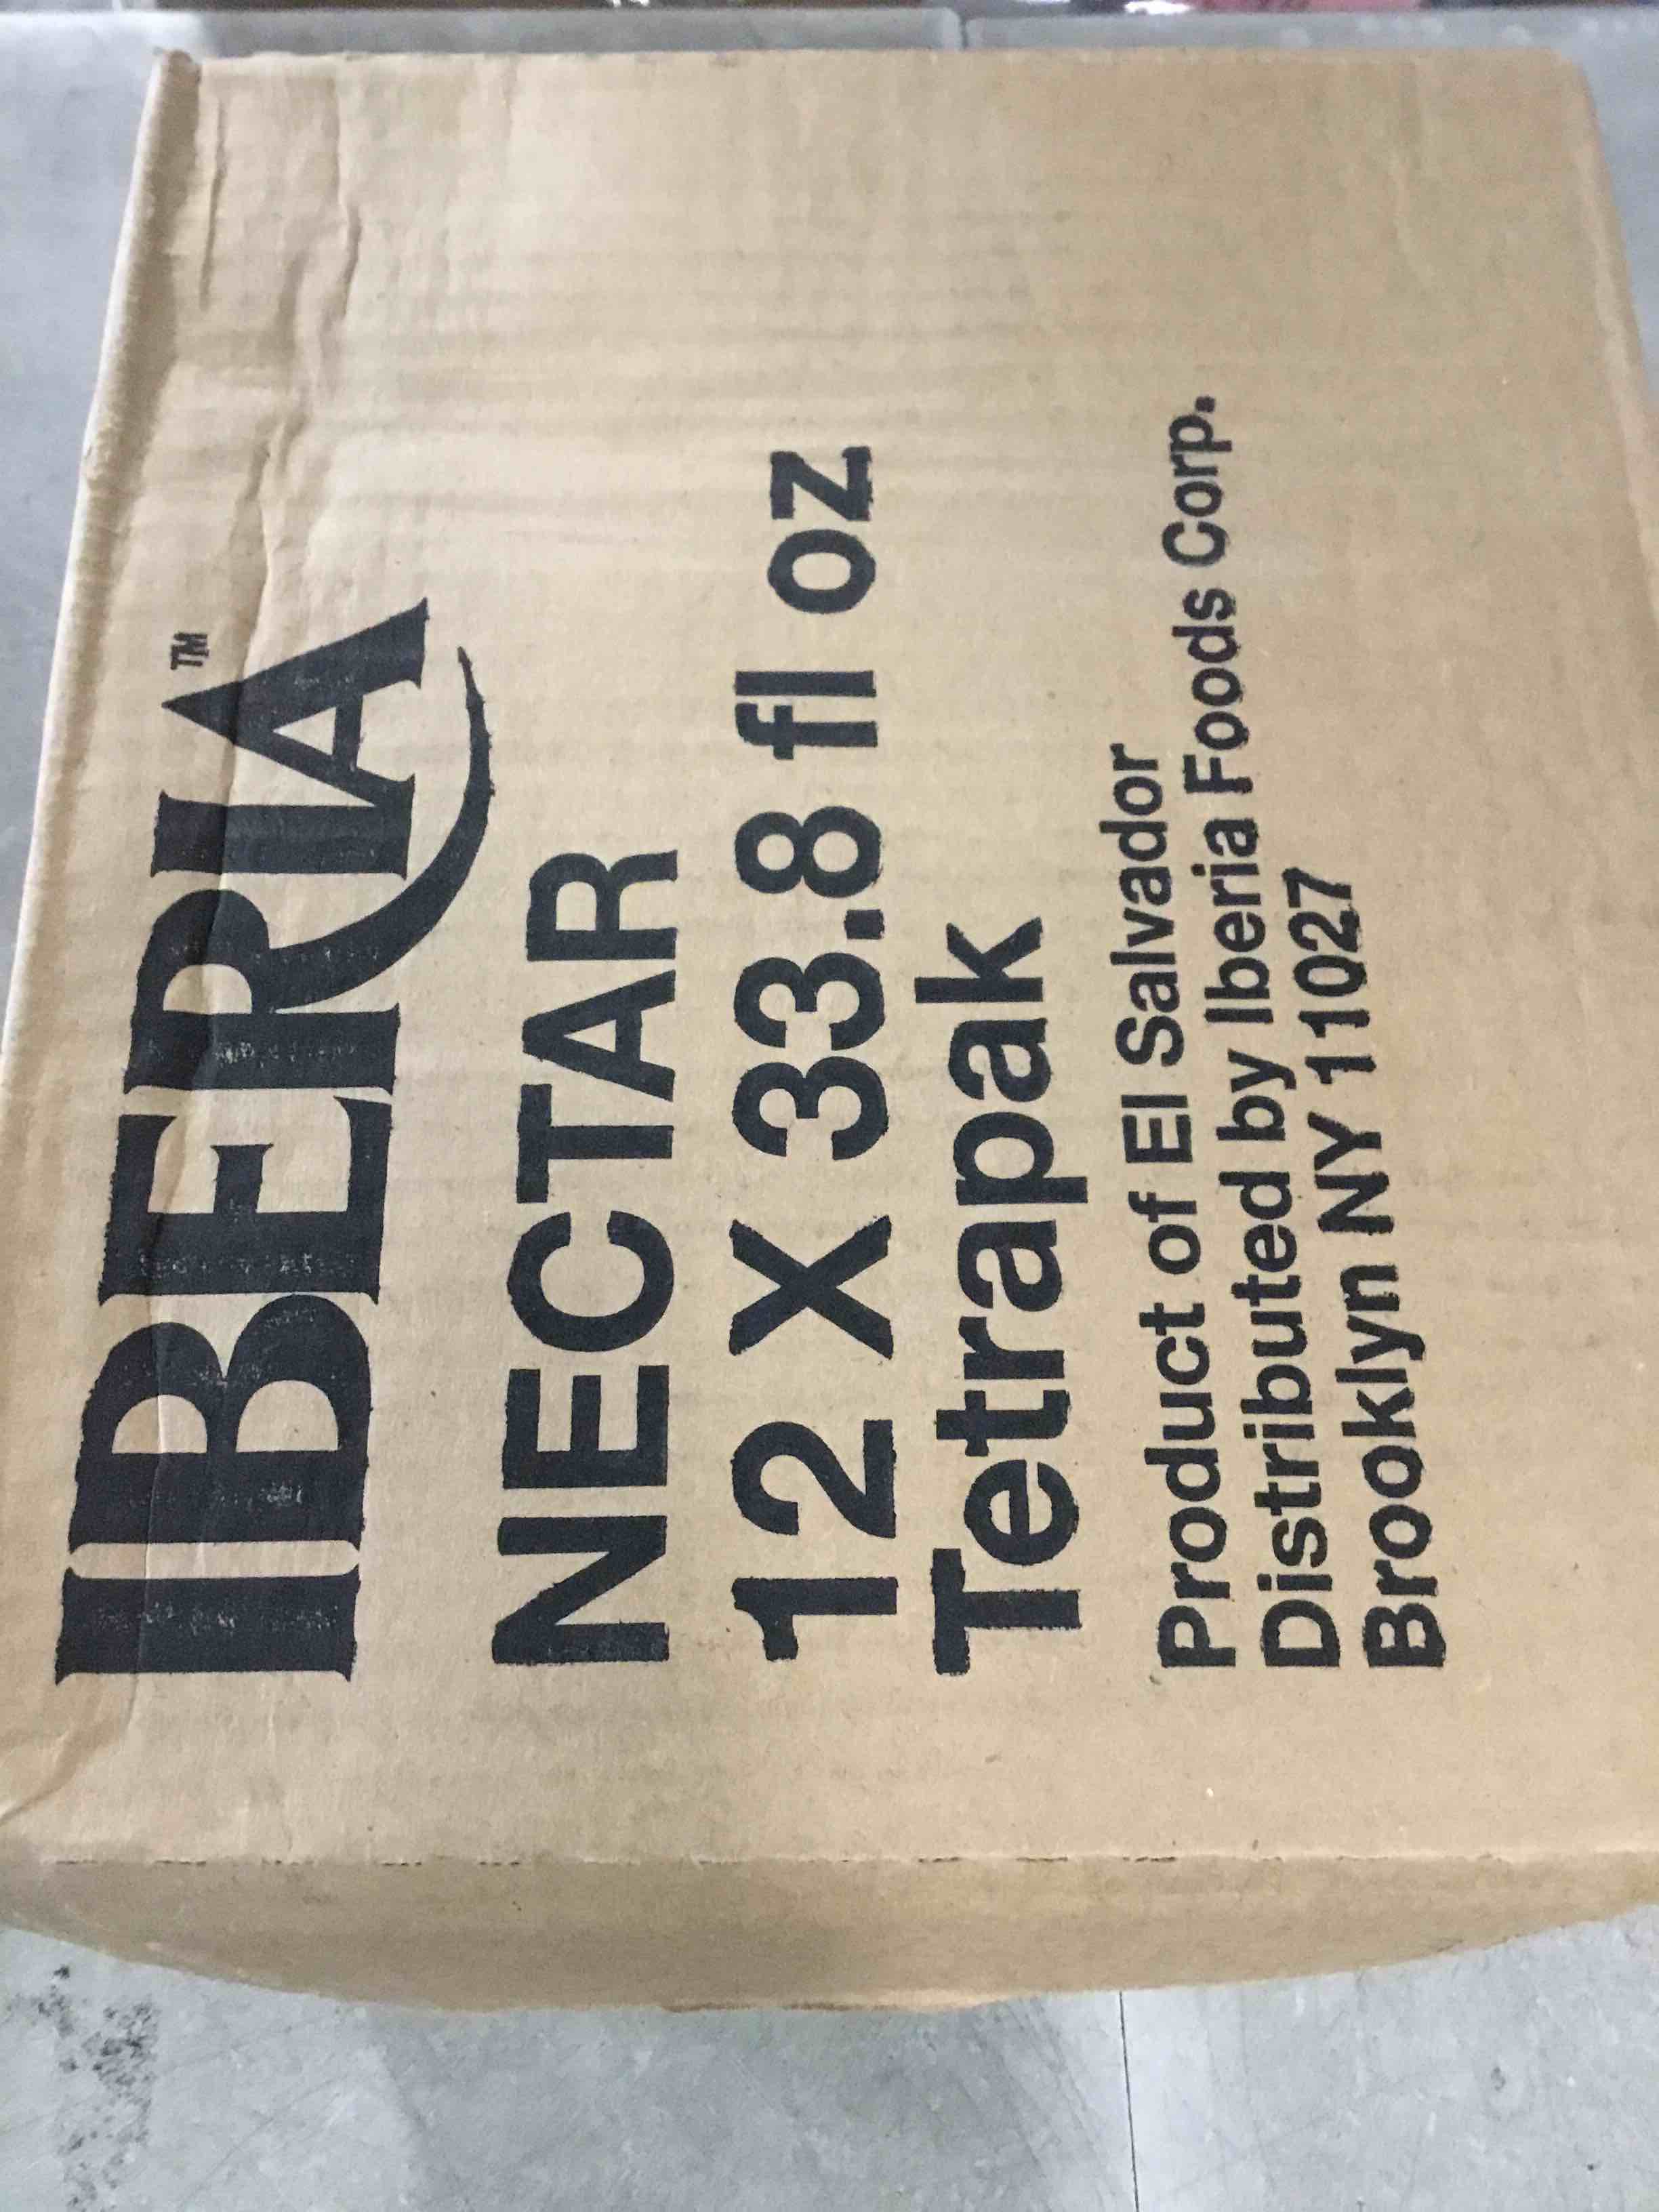 IBERIA™
NECTAR
12 X 33.8 fl oz
Tetrapak
Product of El Salvador
Distributed by Iberia Foods Corp.
Brooklyn NY 11027